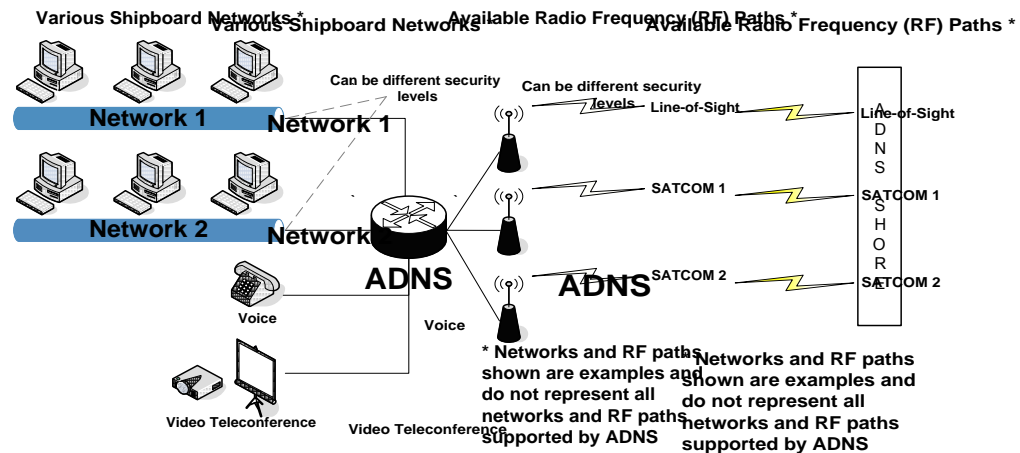 Various Shipboard Networks *
Various Shipboard Networks *
Available Radio Frequency (RF) Paths *
Available Radio Frequency (RF) Paths *
Can be different security
levels
Can be different security
levels
Network 1
Network 1
Line-of-Sight
Line-of-Sight
ADNS SHORE
Network 2
Network 2
SATCOM 1
SATCOM 1
ADNS
ADNS
SATCOM 2
SATCOM 2
Voice
Voice
Video Teleconference
Video Teleconference
* Networks and RF paths
shown are examples and
do not represent all
networks and RF paths
supported by ADNS
* Networks and RF paths
shown are examples and
do not represent all
networks and RF paths
supported by ADNS